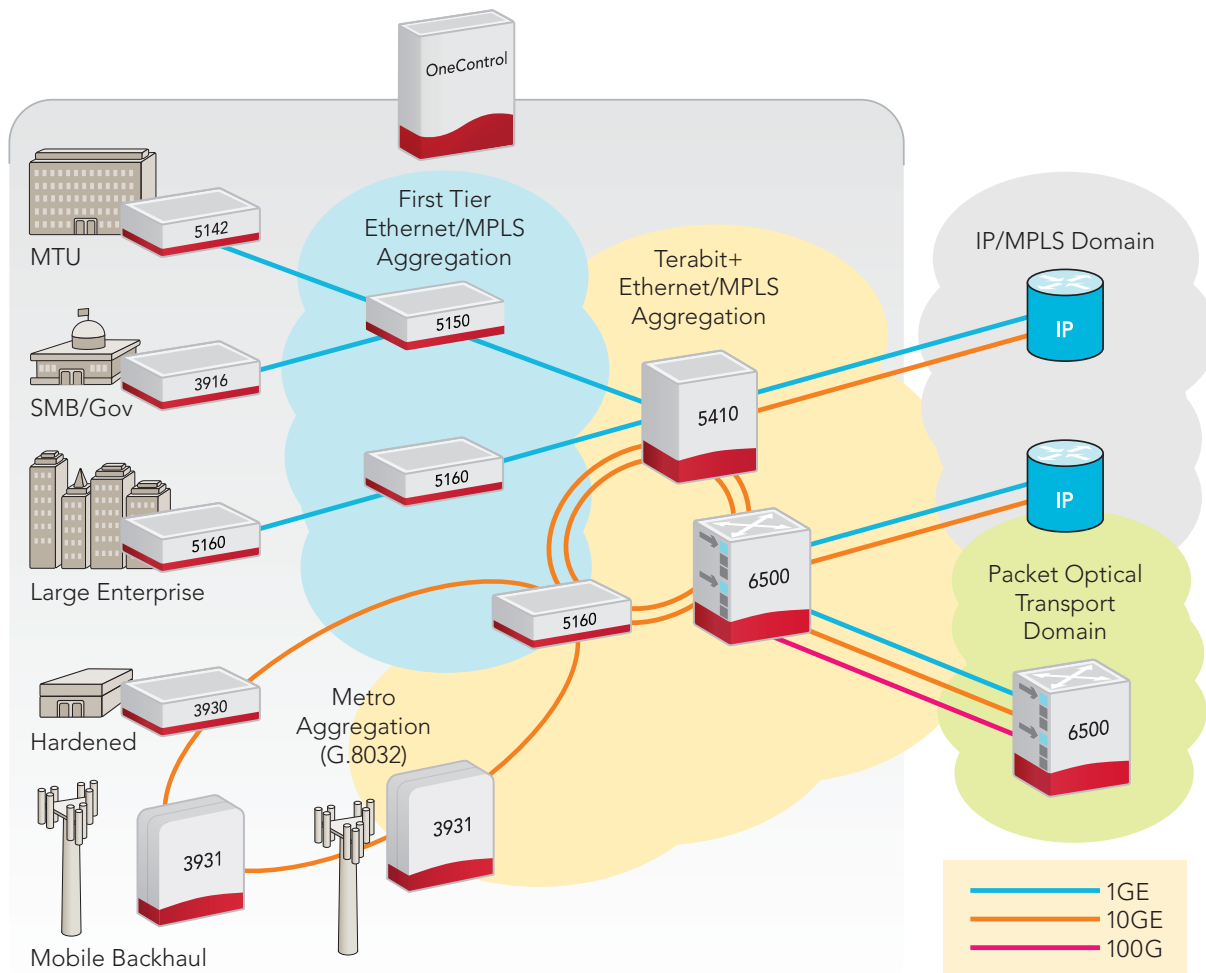 OneControl
MTU
5142
First Tier
Ethernet/MPLS
Aggregation
5150
SMB/Gov
3916
Terabit+
Ethernet/MPLS
Aggregation
5410
IP/MPLS Domain
IP
5160
Large Enterprise
5160
6500
IP
5160
Packet Optical
Transport
Domain
6500
Hardened
3930
Metro
Aggregation
(G.8032)
Mobile Backhaul
3931
3931
1GE
10GE
100G